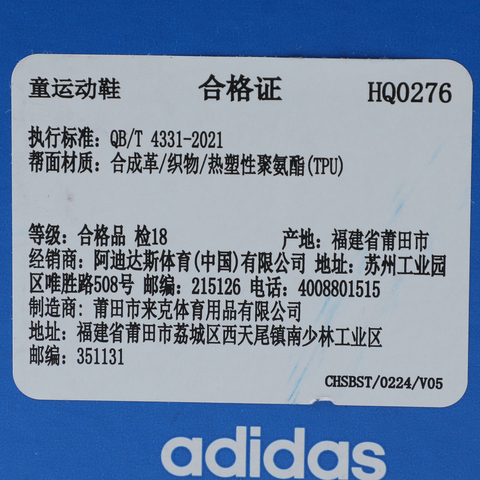 童运动鞋 合格证 HQ0276
执行标准: QB/T 4331-2021
帮面材质: 合成革/织物/热塑性聚氨酯(TPU)
等级: 合格品 检18 产地: 福建省莆田市
经销商: 阿迪达斯体育(中国)有限公司 地址: 苏州工业园
区唯胜路508号 邮编: 215126 电话: 4008801515
制造商: 莆田市来克体育用品有限公司
地址: 福建省莆田市荔城区西天尾镇南少林工业区
邮编: 351131
CHSBST/0224/V05
adidas